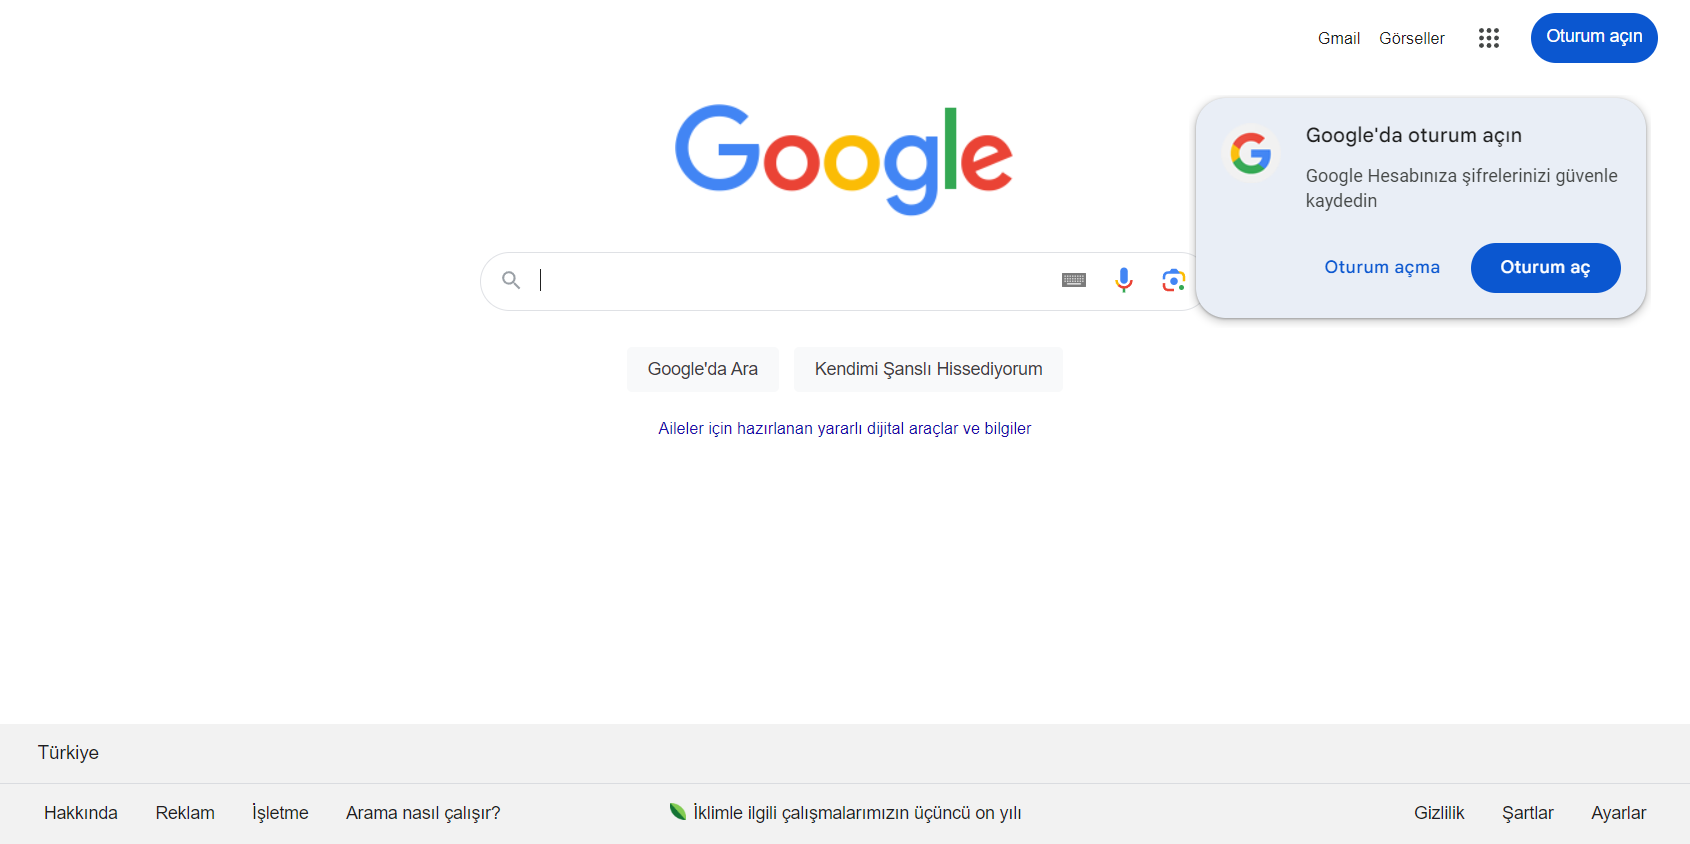 Gmail Görseller Oturum açın
Google
Google'da oturum açın
Google Hesabınıza şifrelerinizi güvenle
kaydedin
Oturum açma Oturum aç
Google'da Ara Kendimi Şanslı Hissediyorum
Aileler için hazırlanan yararlı dijital araçlar ve bilgiler
Türkiye
Hakkında Reklam İşletme Arama nasıl çalışır? İklimle ilgili çalışmalarımızın üçüncü on yılı Gizlilik Şartlar Ayarlar